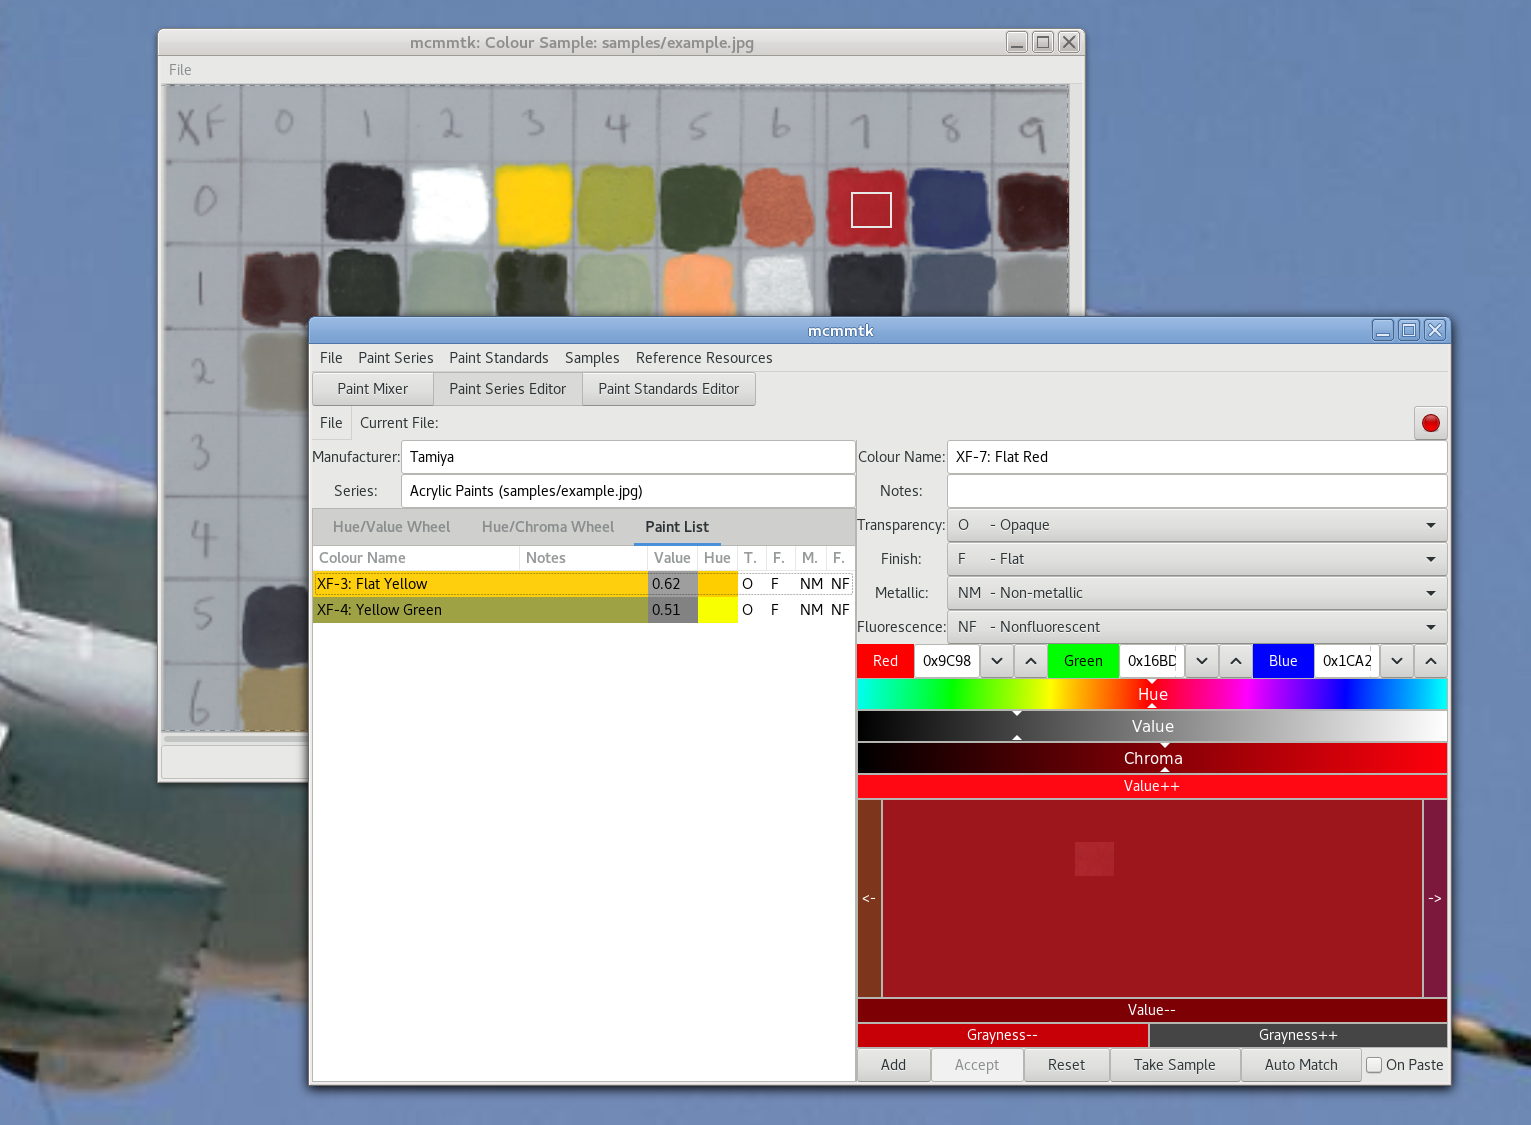 mcmmtk: Colour Sample: samples/example.jpg
File
XF 0 1 2 3 4 5 6 7 8 9
0
1
2
3
4
5
6
mcmmtk
File Paint Series Paint Standards Samples Reference Resources
Paint Mixer Paint Series Editor Paint Standards Editor
File Current File:
Manufacturer: Tamiya
Series: Acrylic Paints (samples/example.jpg)
Hue/Value Wheel Hue/Chroma Wheel Paint List
Colour Name Notes Value Hue T. F. M. F.
XF-3: Flat Yellow 0.62 O F NM NF
XF-4: Yellow Green 0.51 O F NM NF
Colour Name: XF-7: Flat Red
Notes:
Transparency: O - Opaque
Finish: F - Flat
Metallic: NM - Non-metallic
Fluorescence: NF - Nonfluorescent
Red 0x9C98 Green 0x16BD Blue 0x1CA2
Hue
Value
Chroma
Value++
<- ->
Value--
Grayness-- Grayness++
Add Accept Reset Take Sample Auto Match On Paste